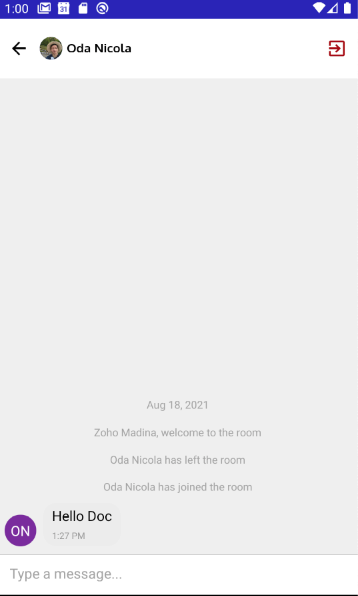 1:00
31
Oda Nicola
Aug 18, 2021
Zoho Madina, welcome to the room
Oda Nicola has left the room
Oda Nicola has joined the room
ON
Hello Doc
1:27 PM
Type a message...